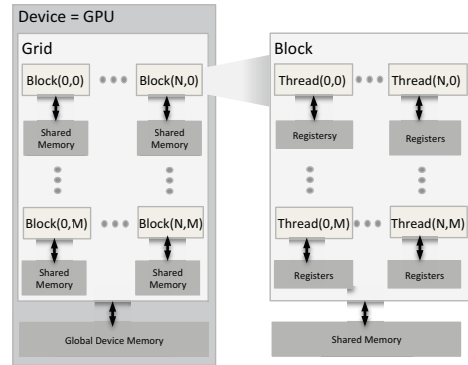 Device = GPU
Grid
Block(0,0)
Block(N,0)
Shared
Memory
Shared
Memory
Block(0,M)
Block(N,M)
Shared
Memory
Shared
Memory
Global Device Memory
Block
Thread(0,0)
Thread(N,0)
Registersy
Registers
Thread(0,M)
Thread(N,M)
Registers
Registers
Shared Memory